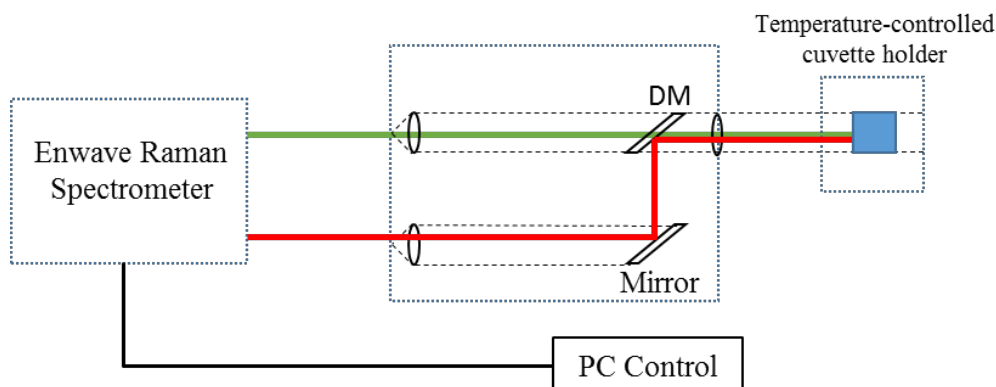 Temperature-controlled
cuvette holder
DM
Enwave Raman
Spectrometer
Mirror
PC Control